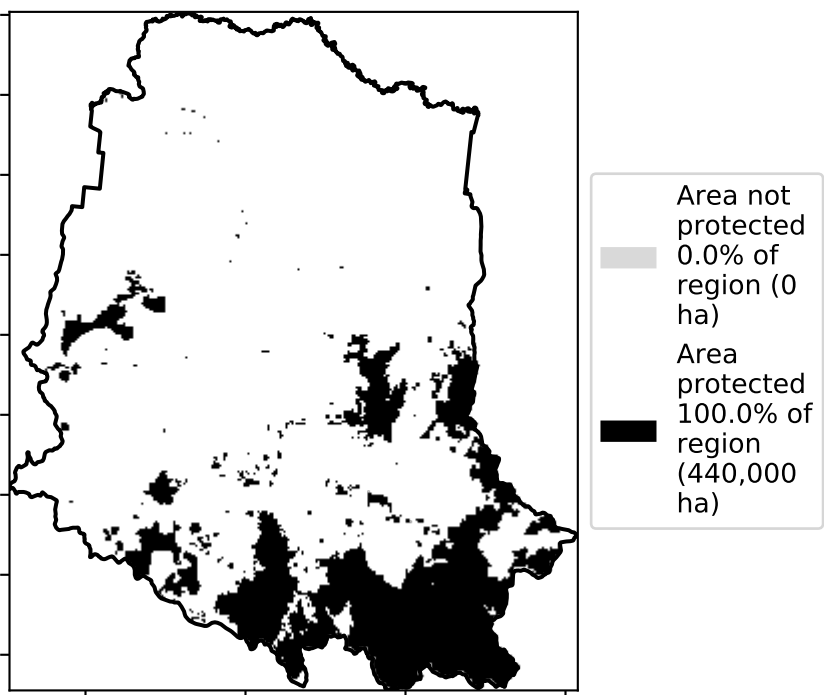 Area not
protected
0.0% of
region (0
ha)
Area
protected
100.0% of
region
(440,000
ha)